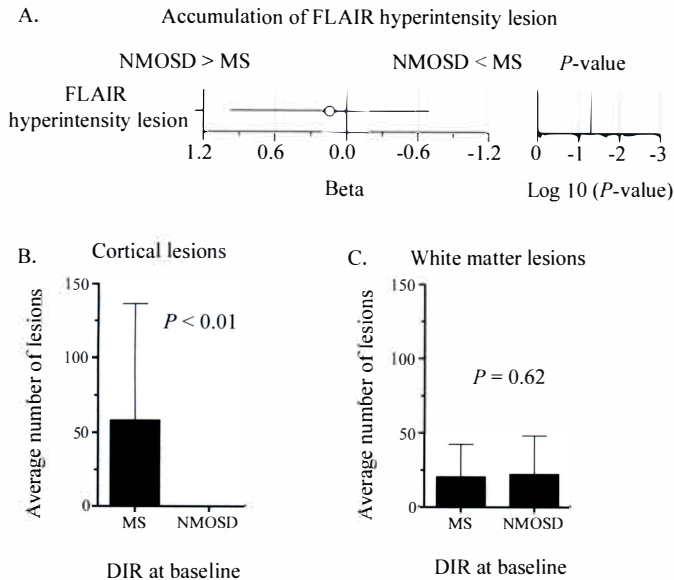 A.
Accumulation of FLAIR hyperintensity lesion
NMOSD > MS
NMOSD < MS
P-value
FLAIR
hyperintensity lesion
1.2 0.6 0.0 -0.6 -1.2
0 -1 -2 -3
Beta
Log 10 (P-value)
B.
Cortical lesions
Average number of lesions
150
100
50
0
P < 0.01
MS NMOSD
DIR at baseline
C.
White matter lesions
Average number of lesions
150
100
50
0
P = 0.62
MS NMOSD
DIR at baseline